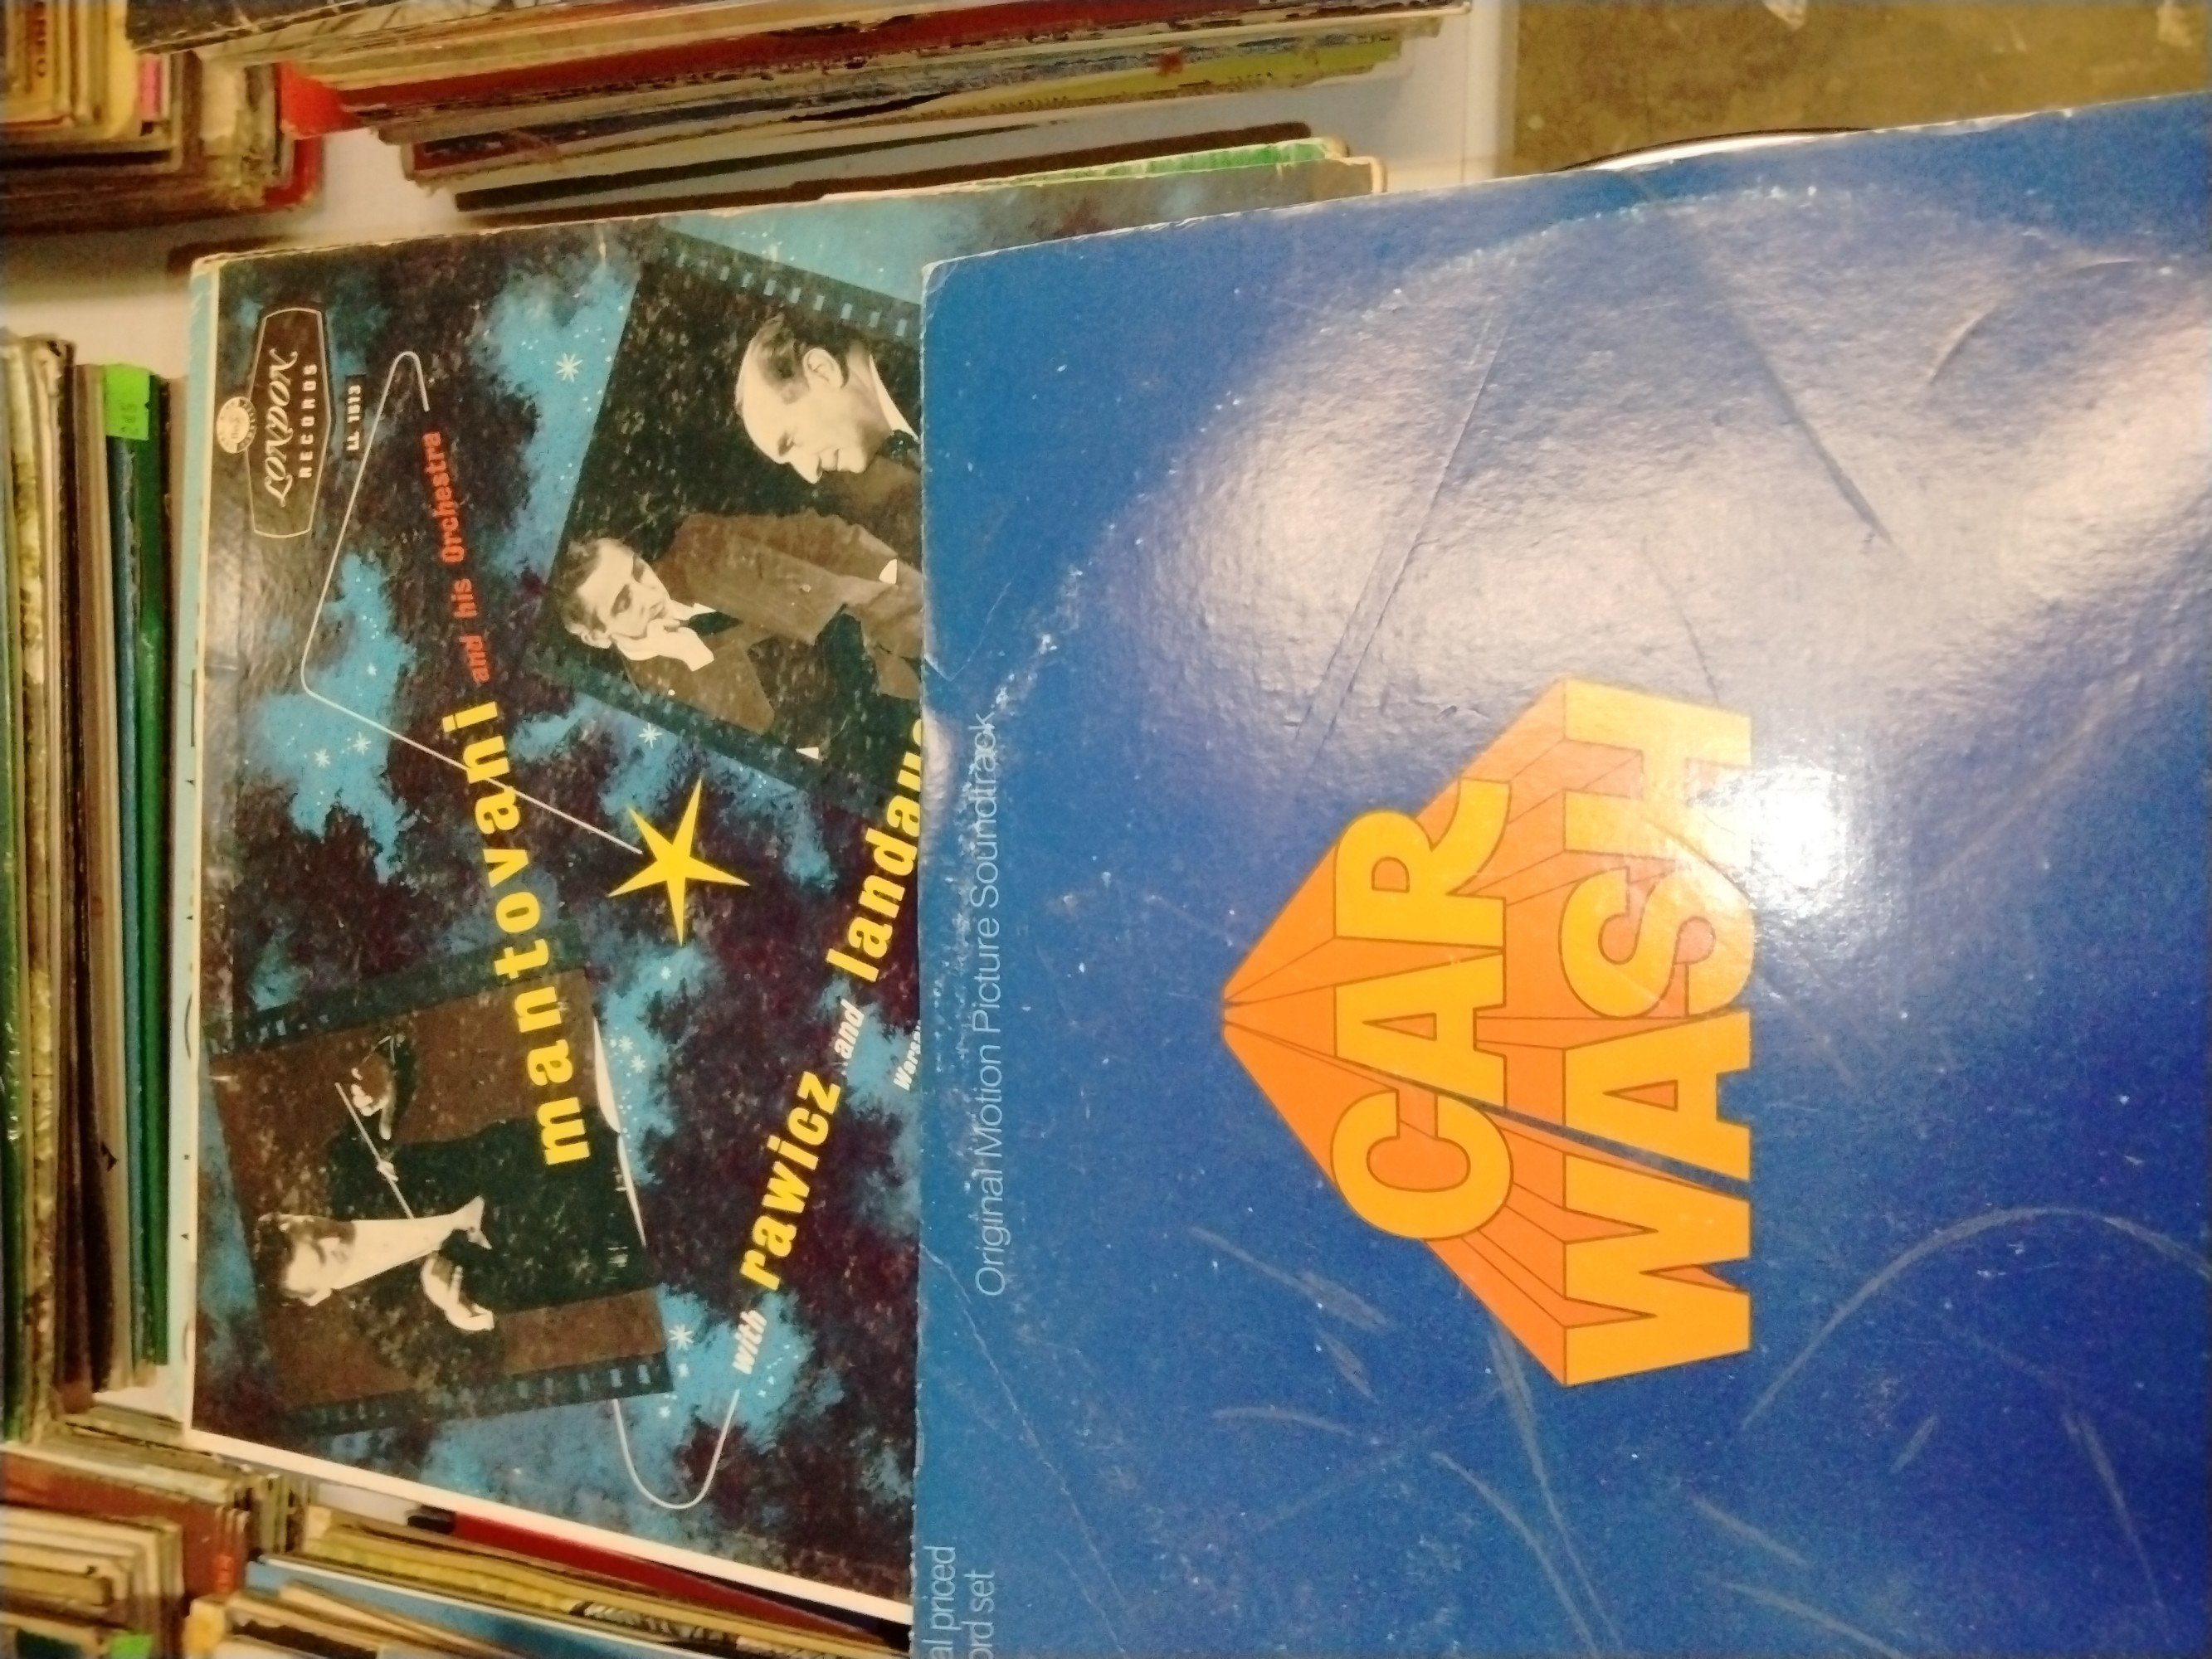 LONDON
RECORDS
LL 1513
mantovani and his Orchestra
with rawicz and landau
Original Motion Picture Soundtrack
CAR
WASH
al priced
ord set
245